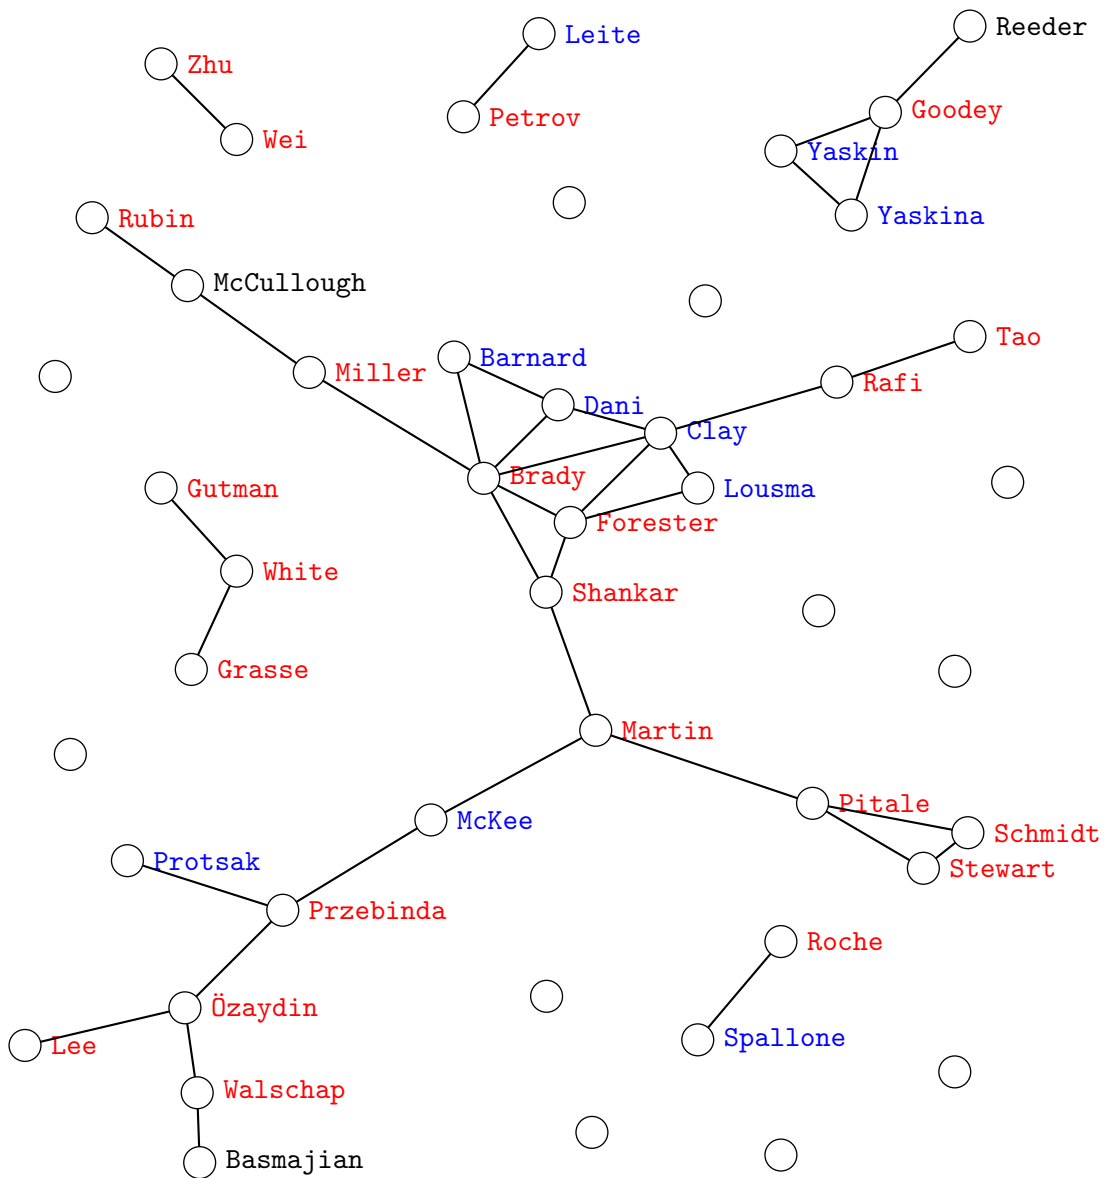 Reeder
Leite
Zhu
Goodey
Petrov
Wei
Yaskin
Yaskina
Rubin
McCullough
Tao
Barnard
Miller
Rafi
Dani
Clay
Brady
Gutman
Lousma
Forester
White
Shankar
Grasse
Martin
Pitale
McKee
Schmidt
Protsak
Stewart
Przebinda
Roche
Özaydin
Spallone
Lee
Walschap
Basmajian